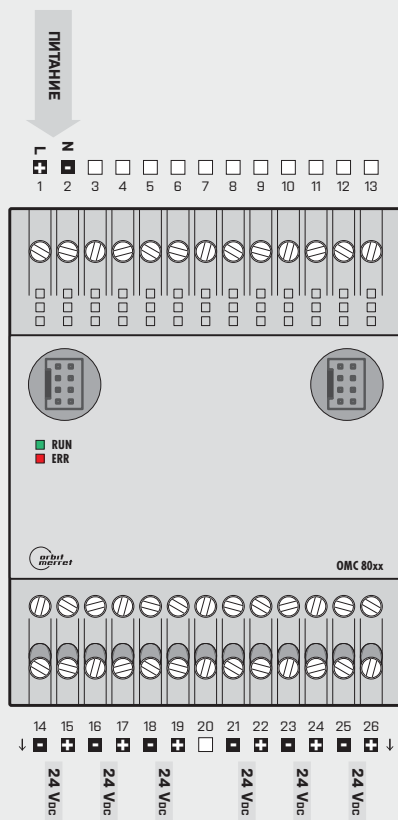 ПИТАНИЕ
L N
+ -
1 2 3 4 5 6 7 8 9 10 11 12 13
RUN
ERR
orbit merret
OMC 80xx
14 15 16 17 18 19 20 21 22 23 24 25 26
↓ - + - + - + - + - + - + ↓
24 VDC 24 VDC 24 VDC 24 VDC 24 VDC 24 VDC